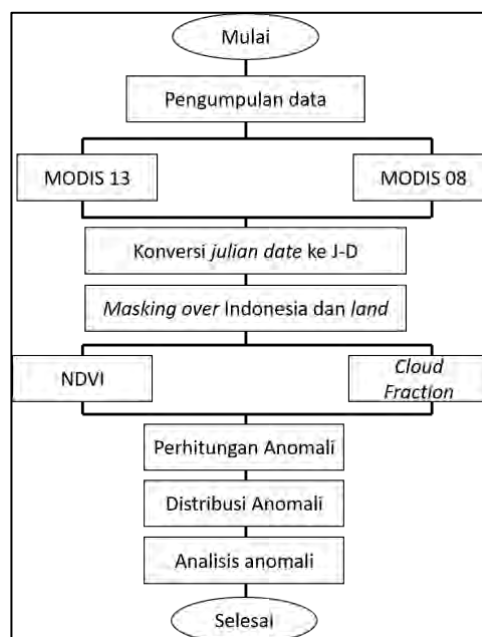 Mulai
Pengumpulan data
MODIS 13
MODIS 08
Konversi julian date ke J-D
Masking over Indonesia dan land
NDVI
Cloud
Fraction
Perhitungan Anomali
Distribusi Anomali
Analisis anomali
Selesai